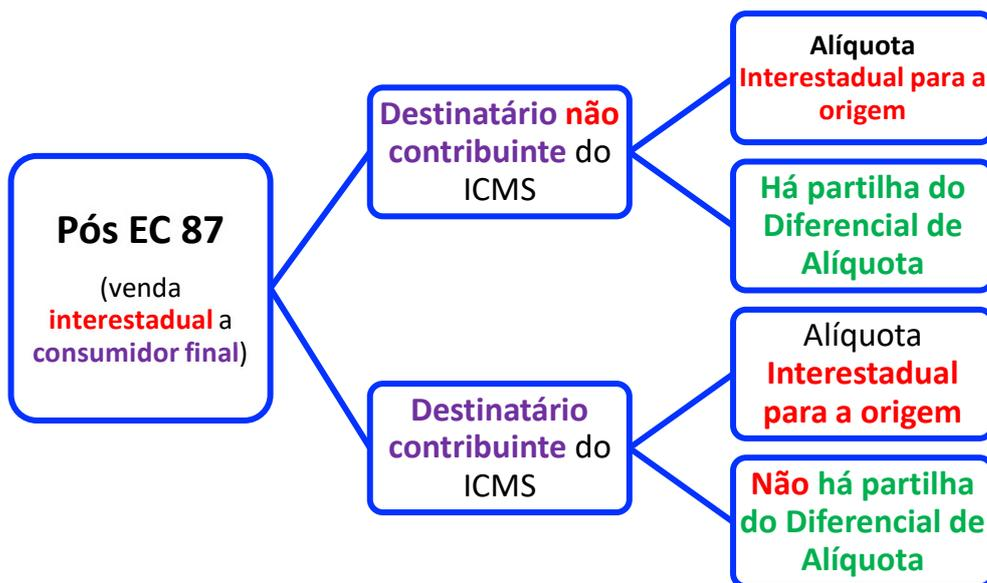 Pós EC 87
(venda
interestadual a
consumidor final)
Destinatário não
contribuinte do
ICMS
Alíquota
Interestadual para a
origem
Há partilha do
Diferencial de
Alíquota
Destinatário
contribuinte do
ICMS
Alíquota
Interestadual
para a origem
Não há partilha
do Diferencial de
Alíquota